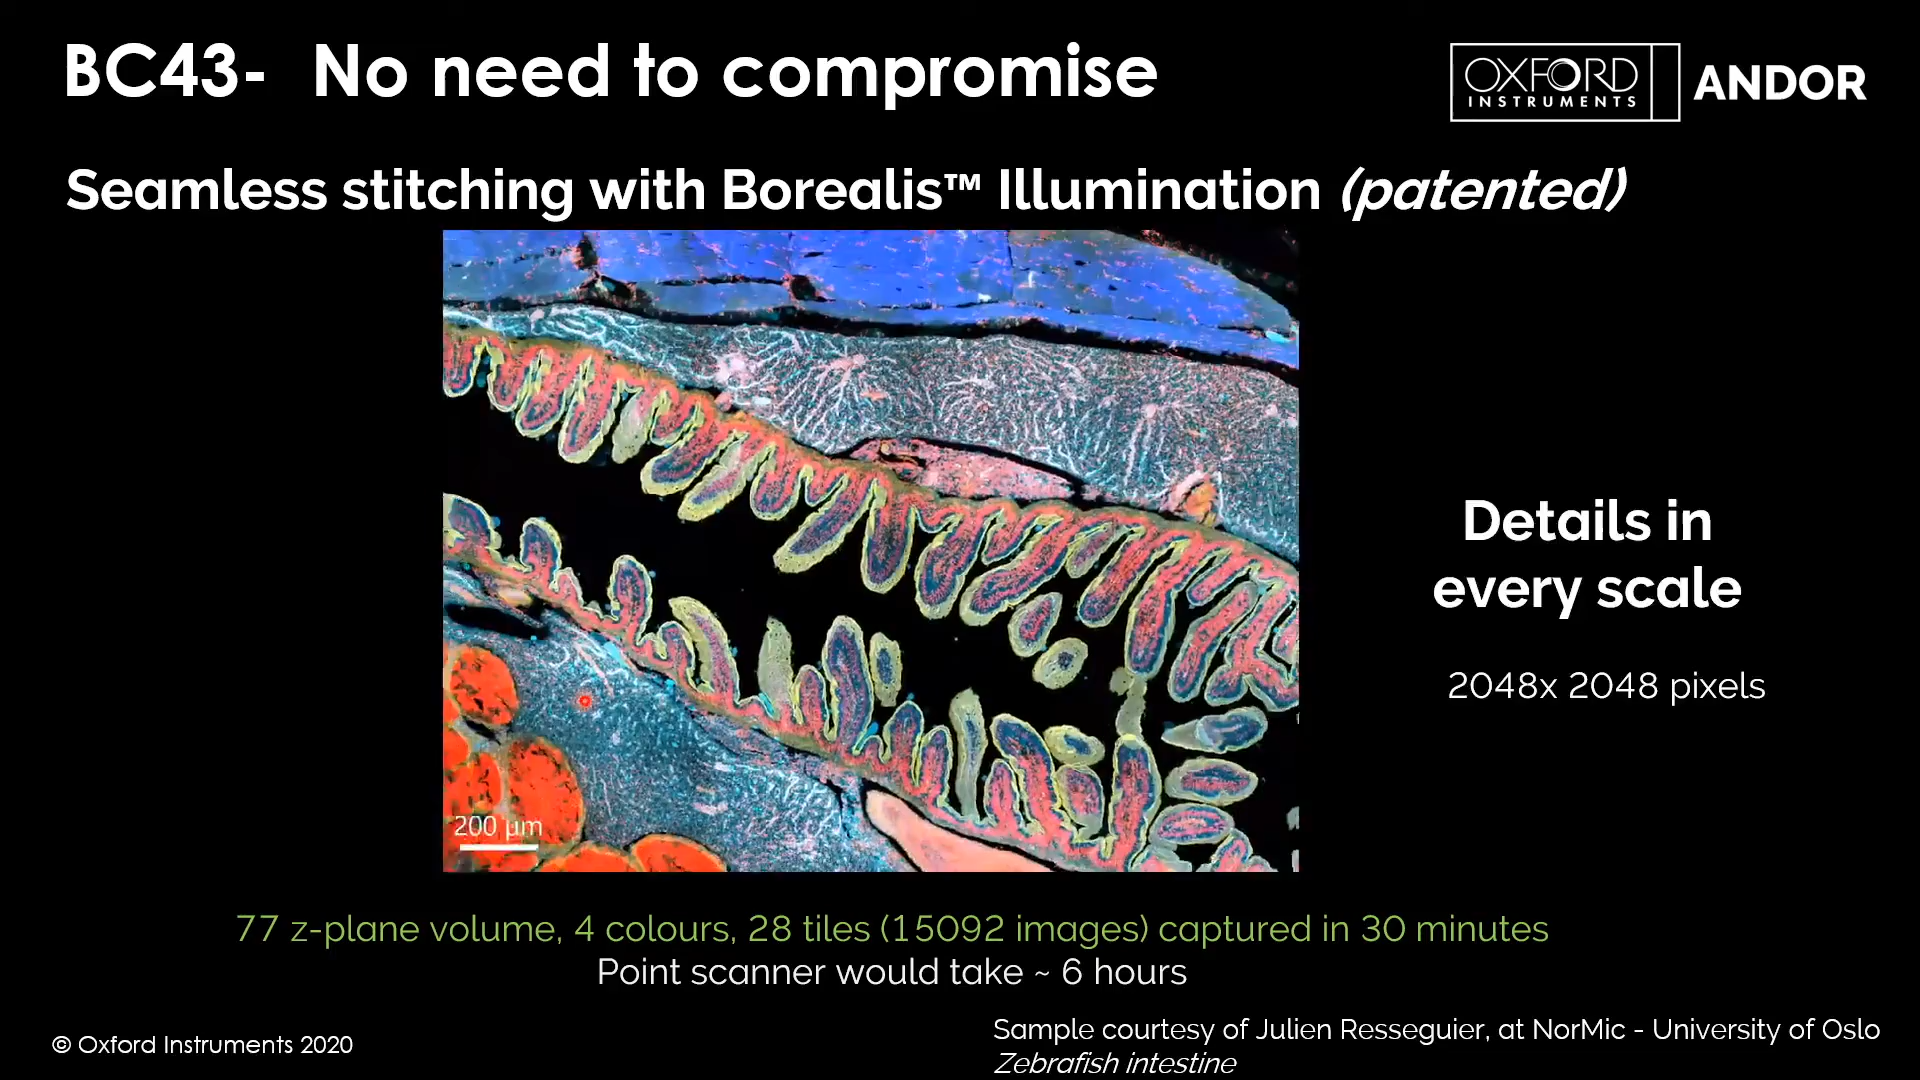 BC43- No need to compromise
OXFORD
INSTRUMENTS
ANDOR
Seamless stitching with Borealis™ Illumination (patented)
Details in
every scale
2048x 2048 pixels
200 µm
77 z-plane volume, 4 colours, 28 tiles (15092 images) captured in 30 minutes
Point scanner would take ~ 6 hours
© Oxford Instruments 2020
Sample courtesy of Julien Resseguier, at NorMic - University of Oslo
Zebrafish intestine